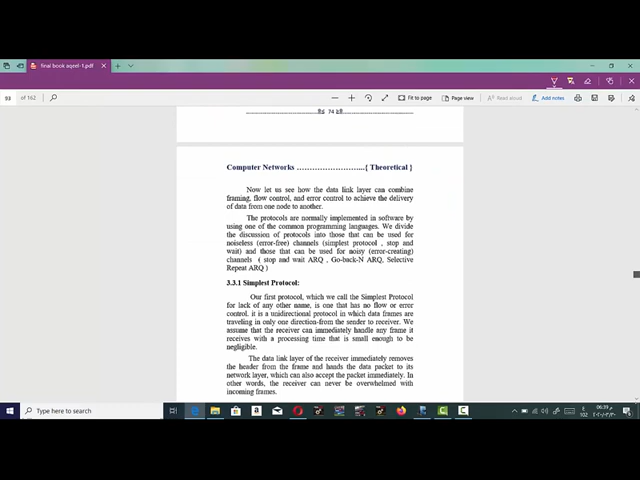 final book aqeel-1.pdf
93 of 162
Fit to page
Page view
Read aloud
Add notes
74
Computer Networks ……………………...{ Theoretical }
Now let us see how the data link layer can combine
framing, flow control, and error control to achieve the delivery
of data from one node to another.
The protocols are normally implemented in software by
using one of the common programming languages. We divide
the discussion of protocols into those that can be used for
noiseless (error-free) channels (simplest protocol , stop and
wait) and those that can be used for noisy (error-creating)
channels ( stop and wait ARQ , Go-back-N ARQ, Selective
Repeat ARQ )
3.3.1 Simplest Protocol:
Our first protocol, which we call the Simplest Protocol
for lack of any other name, is one that has no flow or error
control. it is a unidirectional protocol in which data frames are
traveling in only one direction-from the sender to receiver. We
assume that the receiver can immediately handle any frame it
receives with a processing time that is small enough to be
negligible.
The data link layer of the receiver immediately removes
the header from the frame and hands the data packet to its
network layer, which can also accept the packet immediately. In
other words, the receiver can never be overwhelmed with
incoming frames.
Type here to search